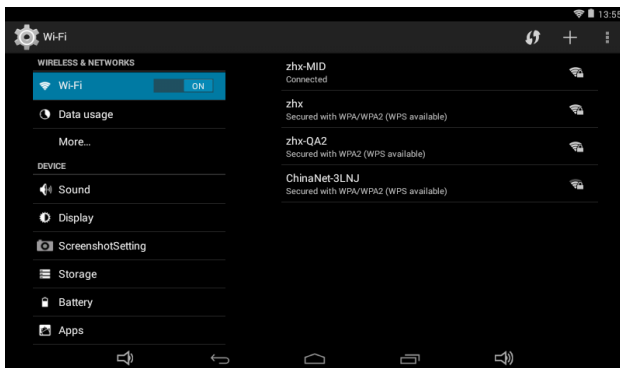 13:55
Wi-Fi
WIRELESS & NETWORKS
Wi-Fi ON
Data usage
More...
DEVICE
Sound
Display
ScreenshotSetting
Storage
Battery
Apps
zhx-MID
Connected
zhx
Secured with WPA/WPA2 (WPS available)
zhx-QA2
Secured with WPA2 (WPS available)
ChinaNet-3LNJ
Secured with WPA/WPA2 (WPS available)